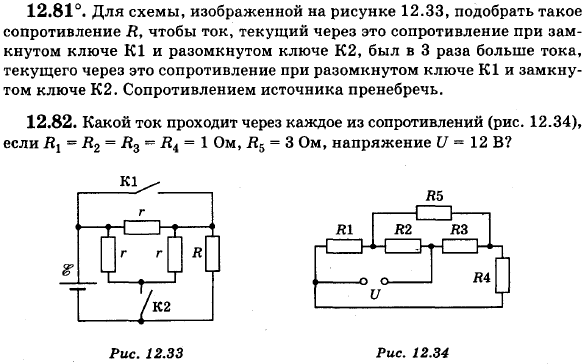 12.81°. Для схемы, изображенной на рисунке 12.33, подобрать такое
сопротивление R, чтобы ток, текущий через это сопротивление при зам-
кнутом ключе К1 и разомкнутом ключе К2, был в 3 раза больше тока,
текущего через это сопротивление при разомкнутом ключе К1 и замкну-
том ключе К2. Сопротивлением источника пренебречь.
12.82. Какой ток проходит через каждое из сопротивлений (рис. 12.34),
если R₁ = R₂ = R₃ = R₄ = 1 Ом, R₅ = 3 Ом, напряжение U = 12 В?
К1
r
r
r
R
ℰ
К2
Рис. 12.33
R5
R1
R2
R3
R4
U
Рис. 12.34